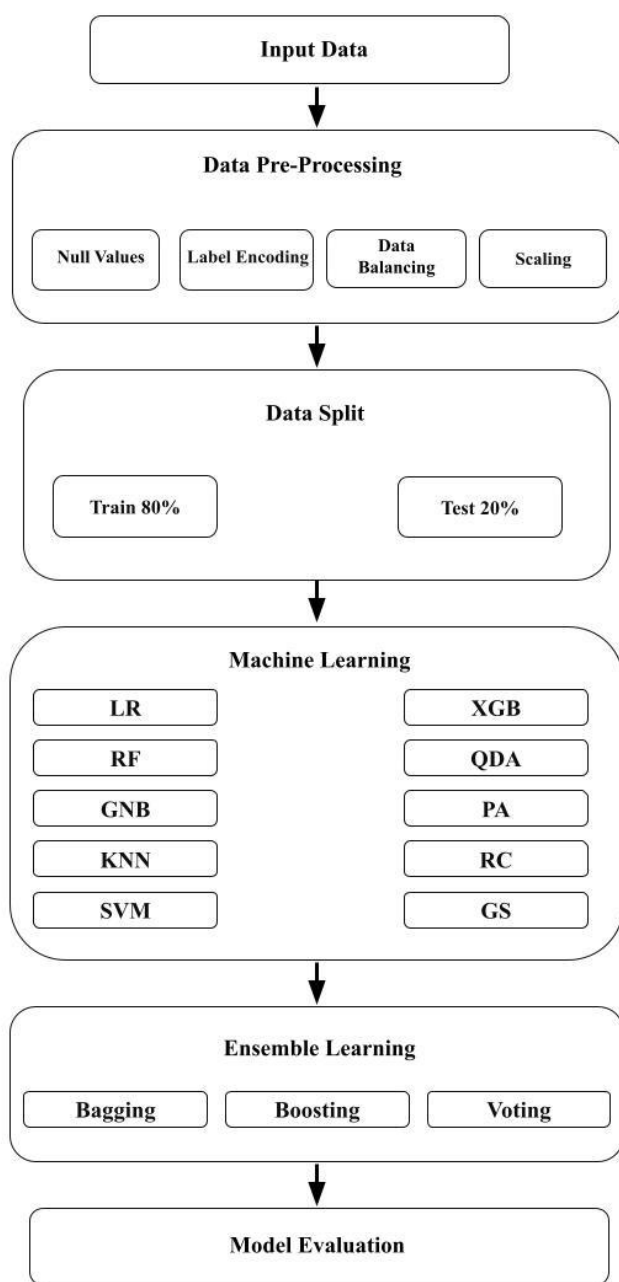 Input Data
Data Pre-Processing
Null Values
Label Encoding
Data
Balancing
Scaling
Data Split
Train 80%
Test 20%
Machine Learning
LR
XGB
RF
QDA
GNB
PA
KNN
RC
SVM
GS
Ensemble Learning
Bagging
Boosting
Voting
Model Evaluation